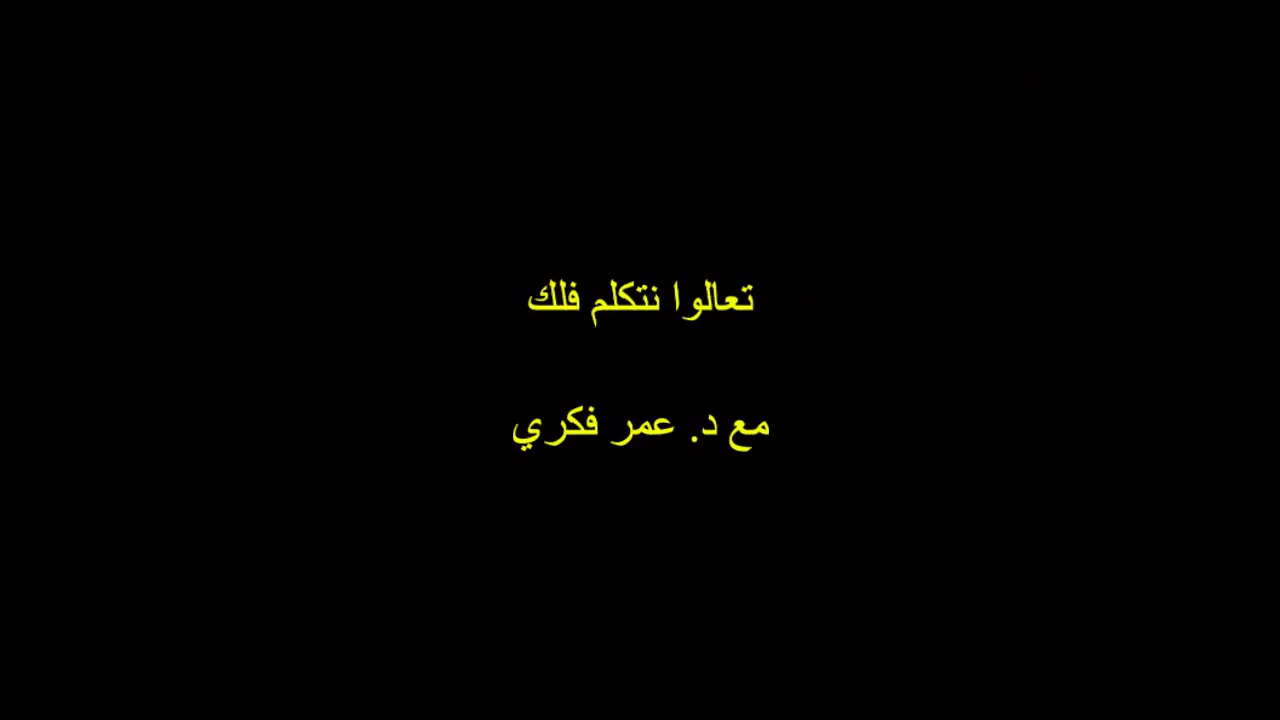 تعالوا نتكلم فلك
مع د. عمر فكري